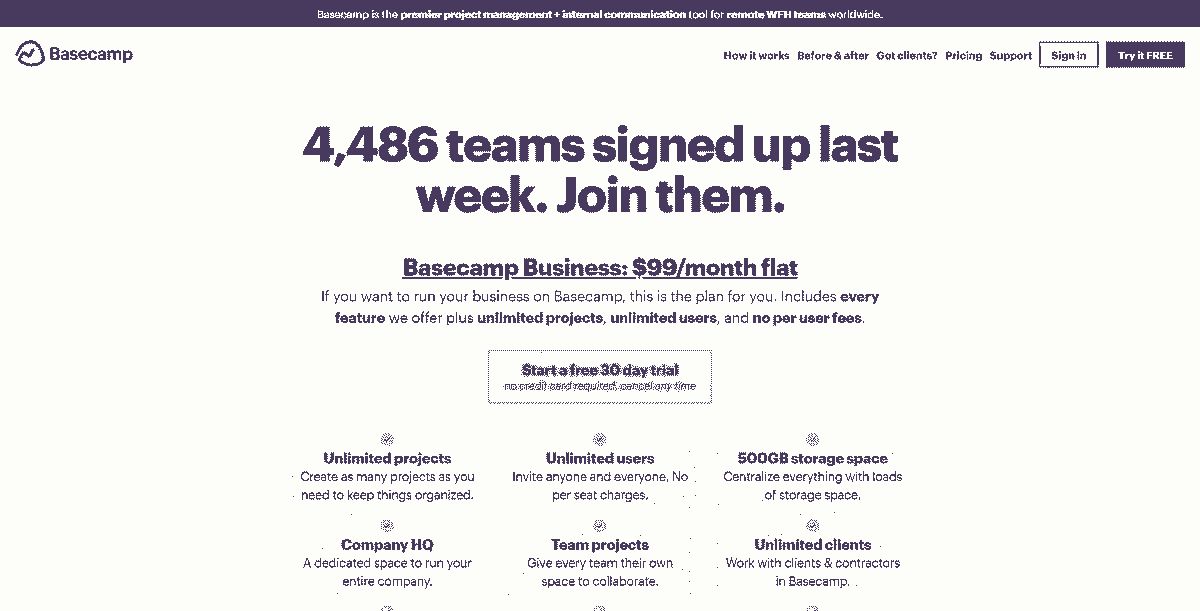 Basecamp is the premier project management + internal communication tool for remote WFH teams worldwide.
Basecamp
How it works Before & after Got clients? Pricing Support Sign in Try it FREE
4,486 teams signed up last
week. Join them.
Basecamp Business: $99/month flat
If you want to run your business on Basecamp, this is the plan for you. Includes every
feature we offer plus unlimited projects, unlimited users, and no per user fees.
Start a free 30 day trial
no credit card required, cancel any time
Unlimited projects
Create as many projects as you
need to keep things organized.
Unlimited users
Invite anyone and everyone, No
per seat charges.
500GB storage space
Centralize everything with loads
of storage space.
Company HQ
A dedicated space to run your
entire company.
Team projects
Give every team their own
space to collaborate.
Unlimited clients
Work with clients & contractors
in Basecamp.